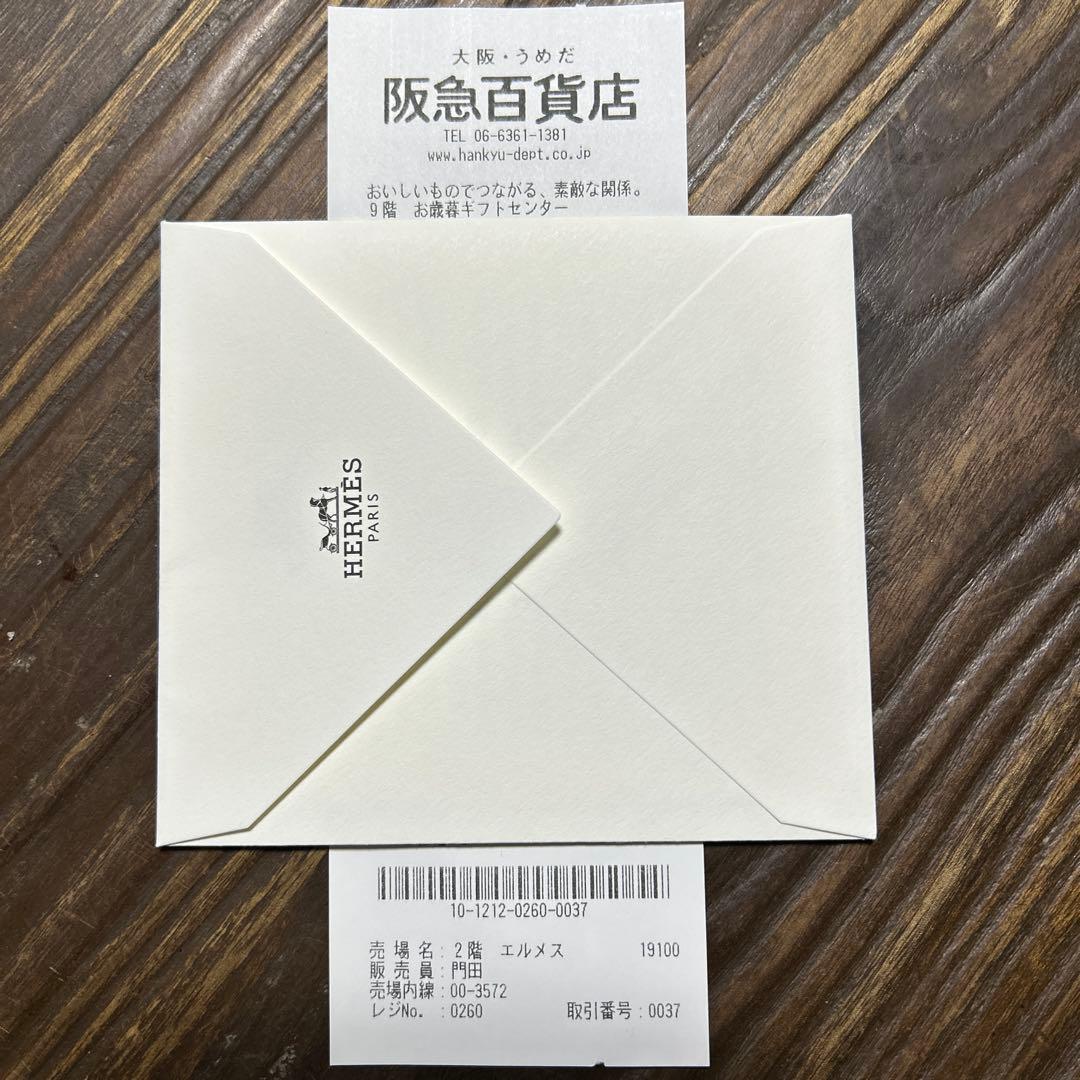 大阪・うめだ
阪急百貨店
TEL 06-6361-1381
www.hankyu-dept.co.jp
おいしいものでつながる、素敵な関係。
9階 お歳暮ギフトセンター
HERMÈS
PARIS
10-1212-0260-0037
売場名：2階 エルメス 19100
販売員：門田
売場内線：00-3572
レジNo. ：0260 取引番号：0037